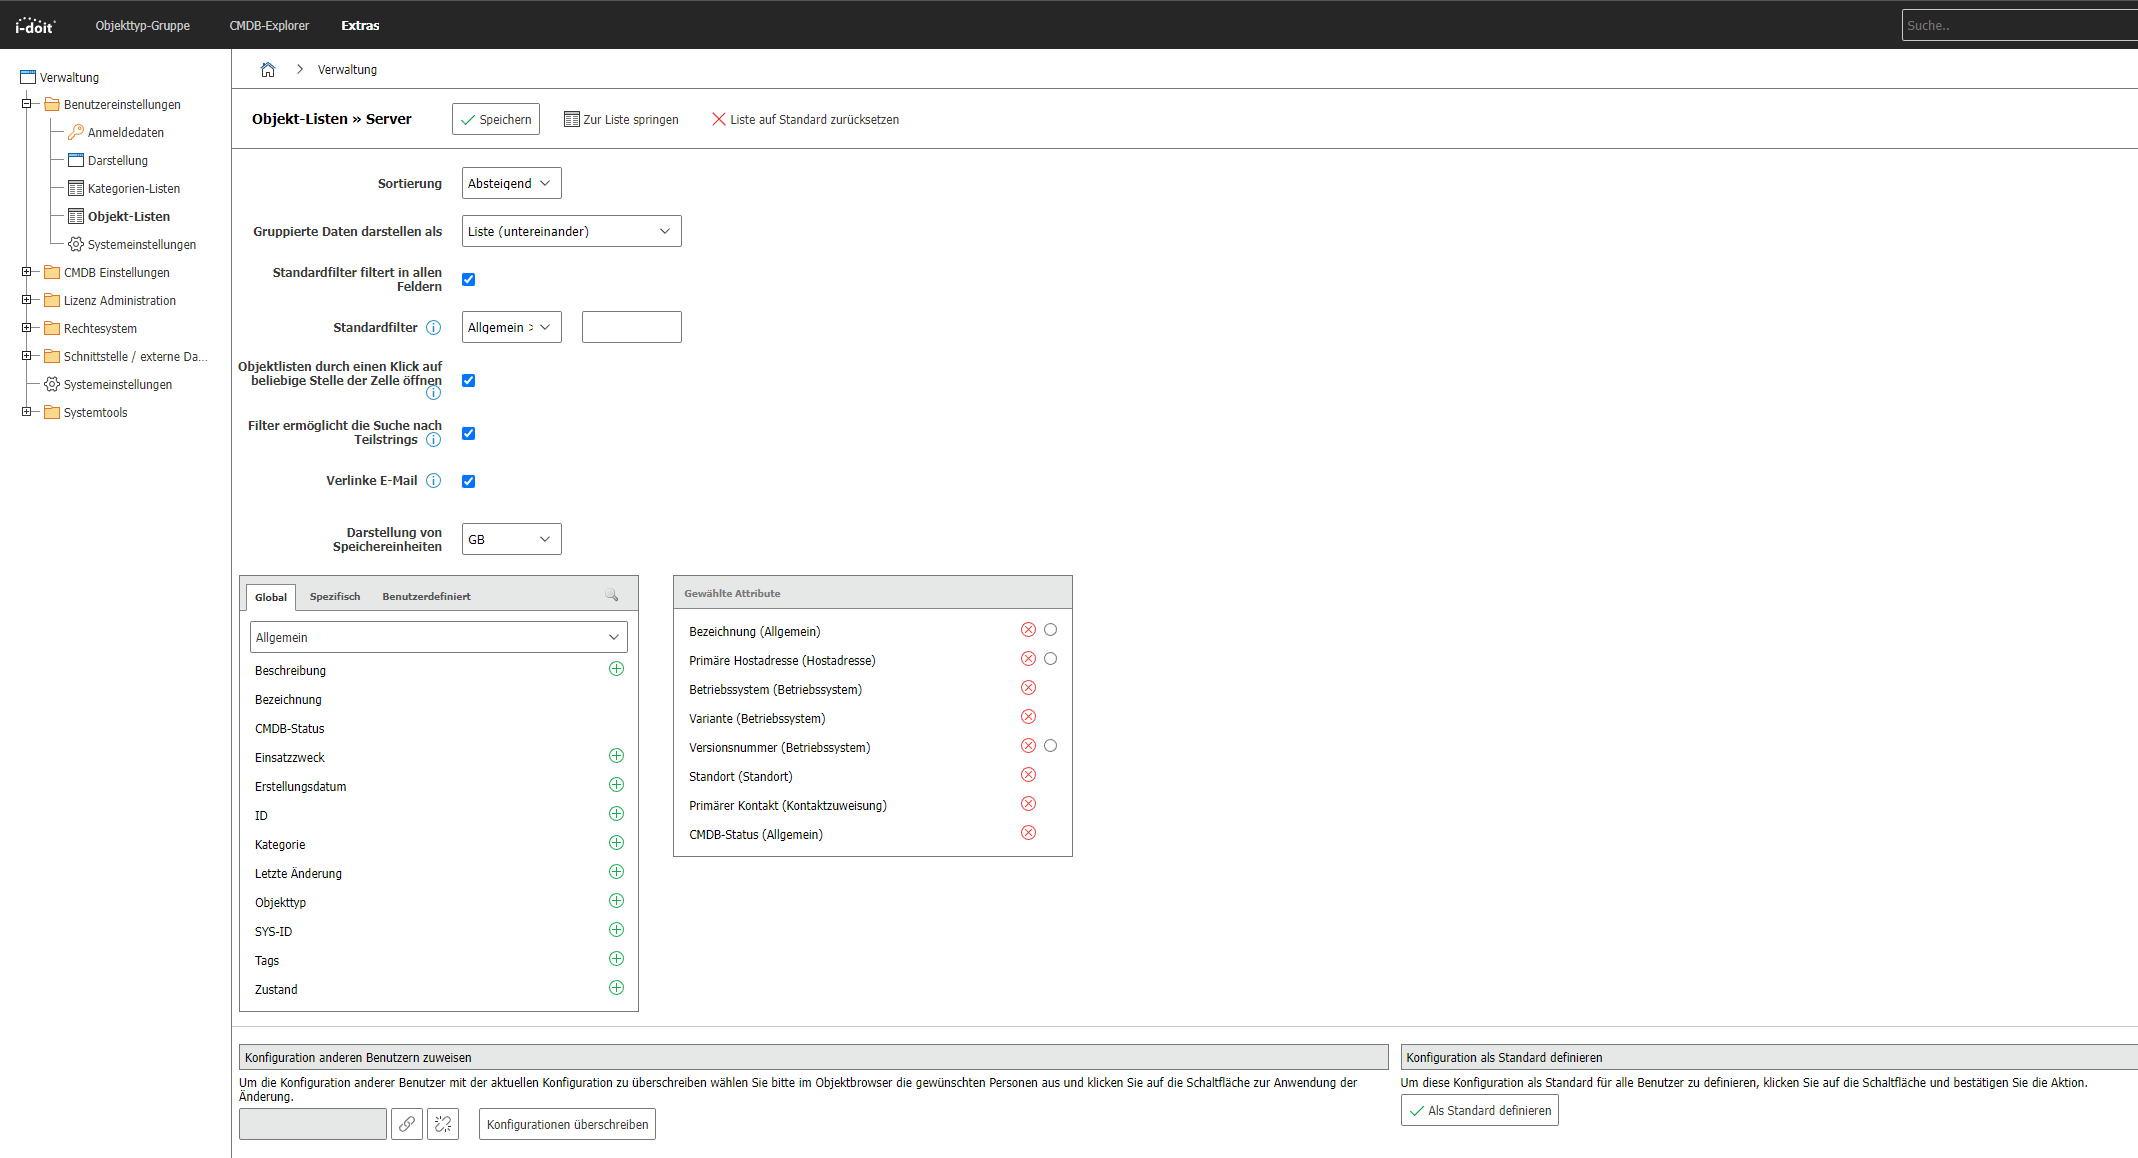 i-doit
Objekttyp-Gruppe
CMDB-Explorer
Extras
Suche..
Verwaltung
Benutzereinstellungen
Anmeldedaten
Darstellung
Kategorien-Listen
Objekt-Listen
Systemeinstellungen
CMDB Einstellungen
Lizenz Administration
Rechtesystem
Schnittstelle / externe Da...
Systemeinstellungen
Systemtools
Verwaltung
Objekt-Listen » Server
Speichern
Zur Liste springen
Liste auf Standard zurücksetzen
Sortierung
Absteigend
Gruppierte Daten darstellen als
Liste (untereinander)
Standardfilter filtert in allen
Feldern
Standardfilter
Allgemein >
Objektlisten durch einen Klick auf
beliebige Stelle der Zelle öffnen
Filter ermöglicht die Suche nach
Teilstrings
Verlinke E-Mail
Darstellung von
Speichereinheiten
GB
Global
Spezifisch
Benutzerdefiniert
Allgemein
Beschreibung
Bezeichnung
CMDB-Status
Einsatzzweck
Erstellungsdatum
ID
Kategorie
Letzte Änderung
Objekttyp
SYS-ID
Tags
Zustand
Gewählte Attribute
Bezeichnung (Allgemein)
Primäre Hostadresse (Hostadresse)
Betriebssystem (Betriebssystem)
Variante (Betriebssystem)
Versionsnummer (Betriebssystem)
Standort (Standort)
Primärer Kontakt (Kontaktzuweisung)
CMDB-Status (Allgemein)
Konfiguration anderen Benutzern zuweisen
Um die Konfiguration anderer Benutzer mit der aktuellen Konfiguration zu überschreiben wählen Sie bitte im Objektbrowser die gewünschten Personen aus und klicken Sie auf die Schaltfläche zur Anwendung der
Änderung.
Konfigurationen überschreiben
Konfiguration als Standard definieren
Um diese Konfiguration als Standard für alle Benutzer zu definieren, klicken Sie auf die Schaltfläche und bestätigen Sie die Aktion.
Als Standard definieren